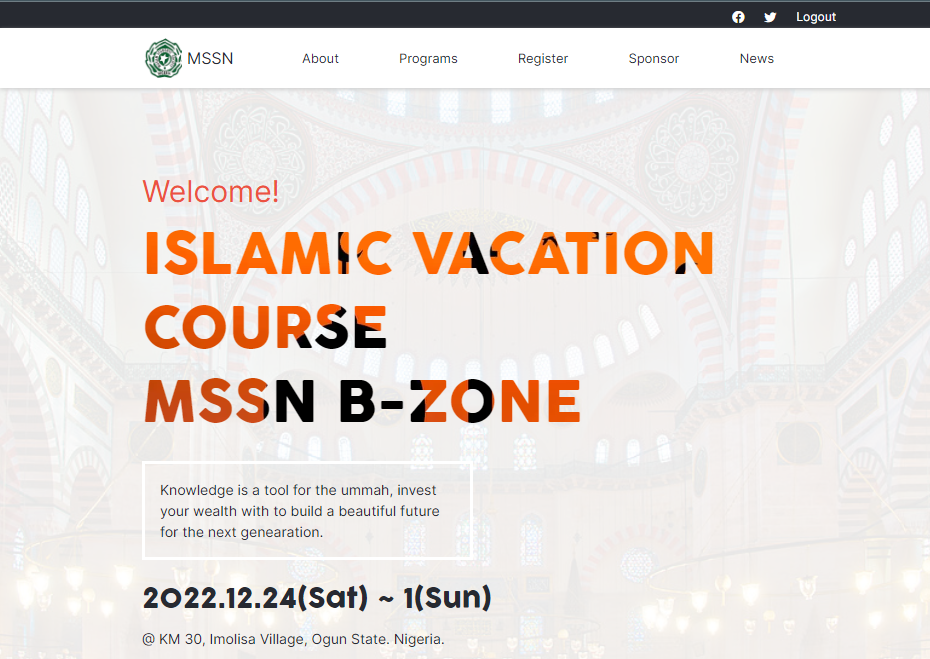 Logout
MSSN
About
Programs
Register
Sponsor
News
Welcome!
ISLAMIC VACATION
COURSE
MSSN B-ZONE
Knowledge is a tool for the ummah, invest
your wealth with to build a beautiful future
for the next genearation.
2022.12.24(Sat) ~ 1(Sun)
@ KM 30, Imolisa Village, Ogun State. Nigeria.